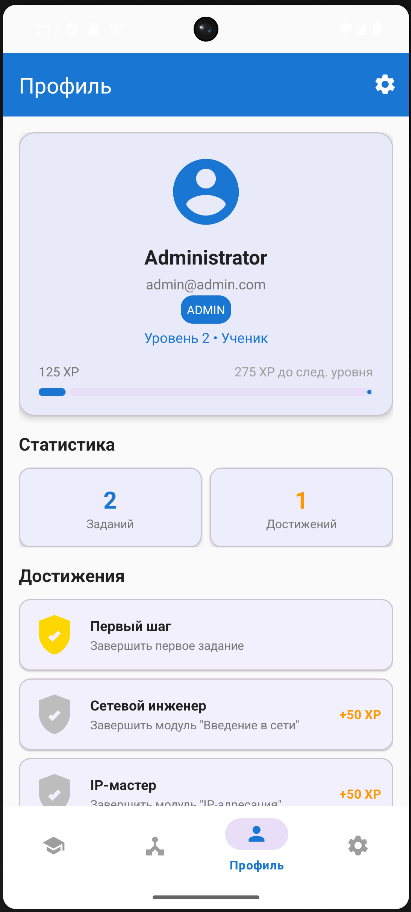 Профиль
Administrator
admin@admin.com
ADMIN
Уровень 2 • Ученик
125 XP
275 XP до след. уровня
Статистика
2
Заданий
1
Достижений
Достижения
Первый шаг
Завершить первое задание
Сетевой инженер
Завершить модуль "Введение в сети"
+50 XP
IP-мастер
Завершить модуль "IP-адресация"
+50 XP
Профиль